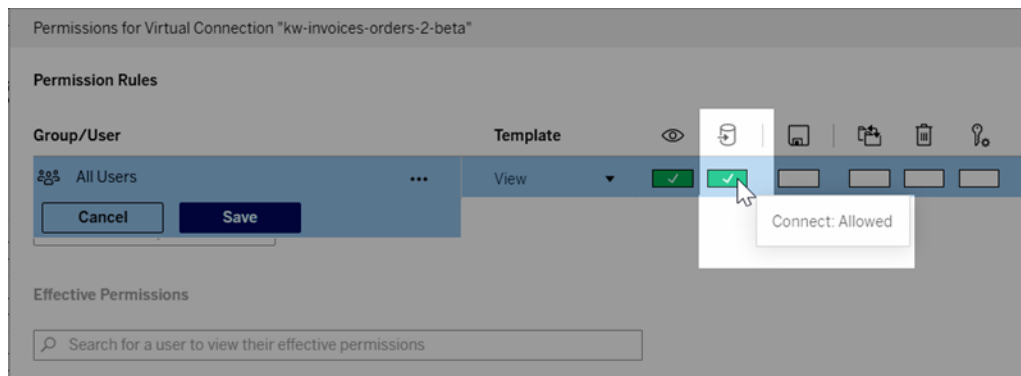 Permissions for Virtual Connection "kw-invoices-orders-2-beta"
Permission Rules
Group/User Template
All Users ••• View
Cancel Save
Connect: Allowed
Effective Permissions
Search for a user to view their effective permissions